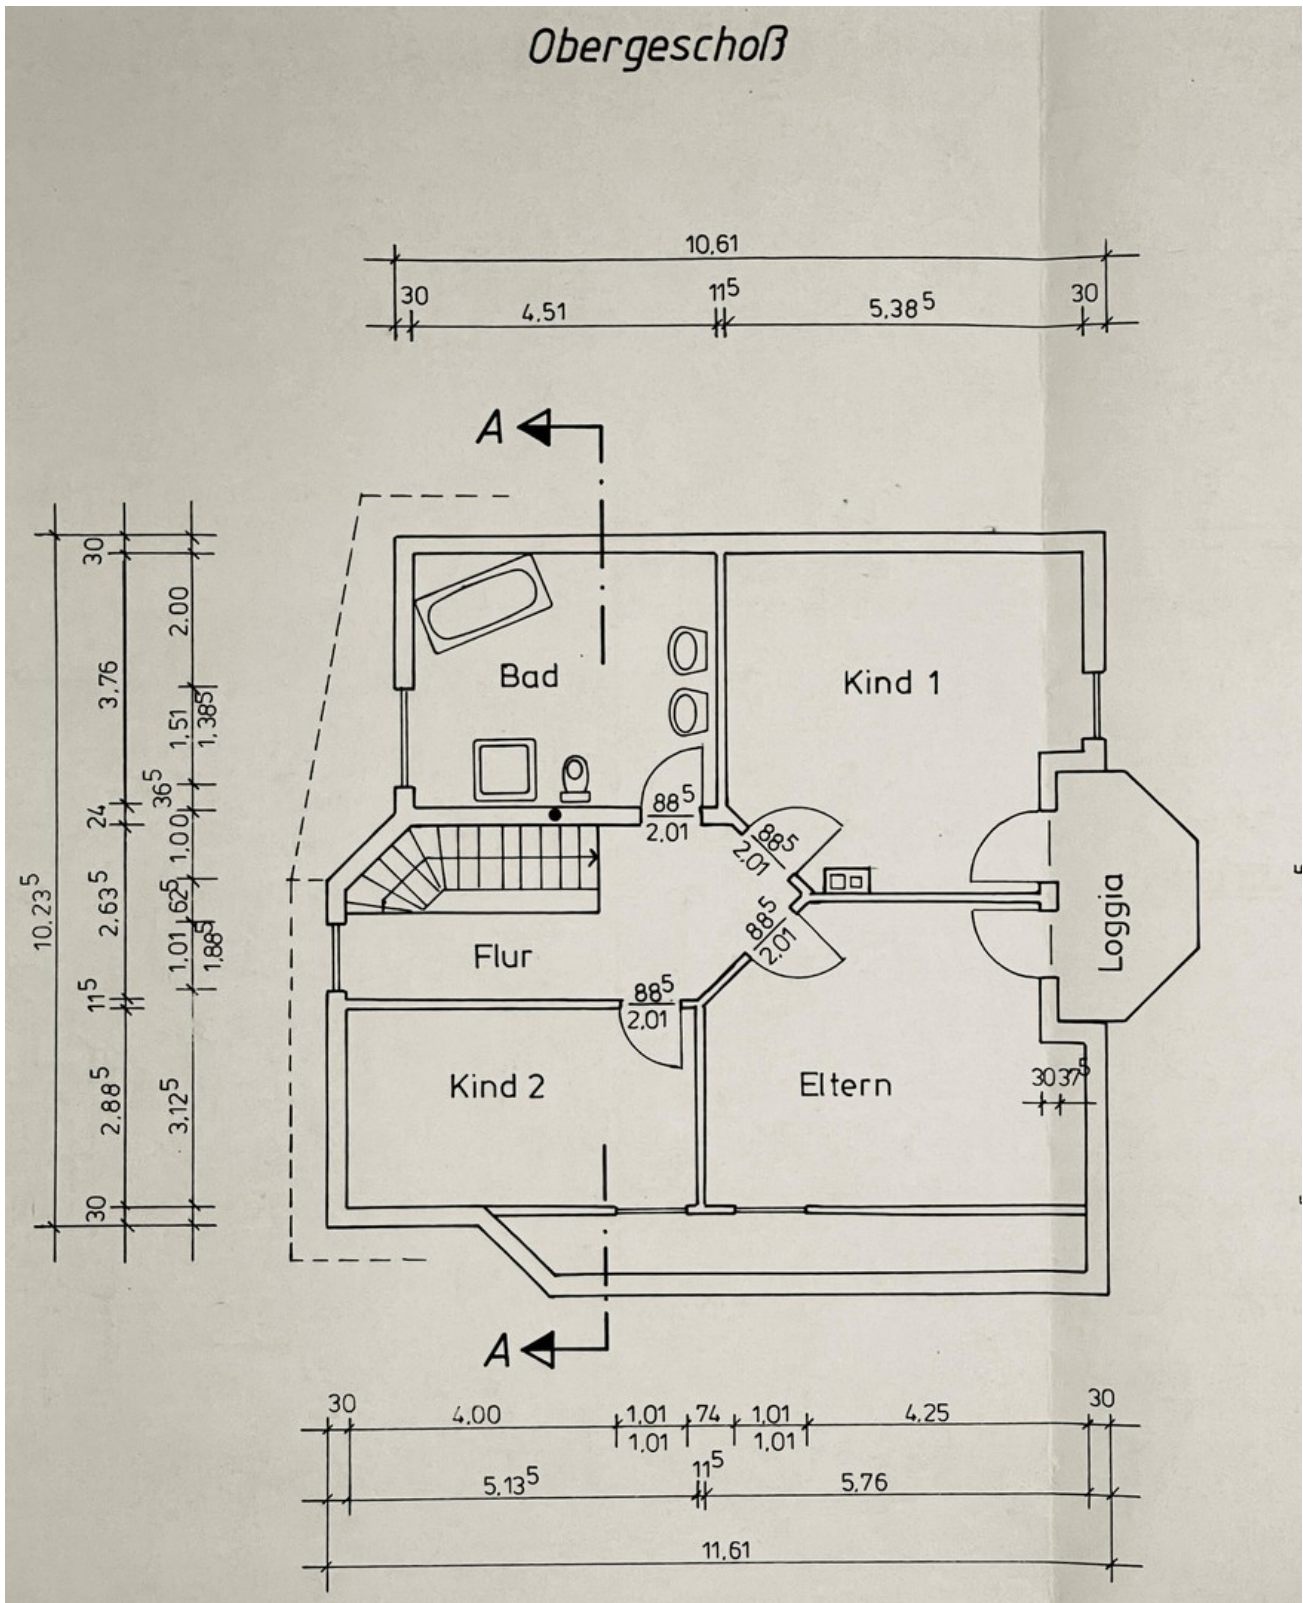 Obergeschoß
10.61
30 4.51 11⁵ 5.38⁵ 30
A
30
2.00
3.76
Bad
Kind 1
1.51
1.38⁵
36⁵
24
1.00
88⁵
2.01
88⁵
2.01
62⁵
10.23⁵
2.63⁵
1.01
1.88⁵
Flur
88⁵
2.01
Loggia
11⁵
88⁵
2.01
2.88⁵
3.12⁵
Kind 2
Eltern
30 37⁵
30
A
30 4.00 1.01 74 1.01 4.25 30
1.01 1.01
5.13⁵ 11⁵ 5.76
11.61
5
5